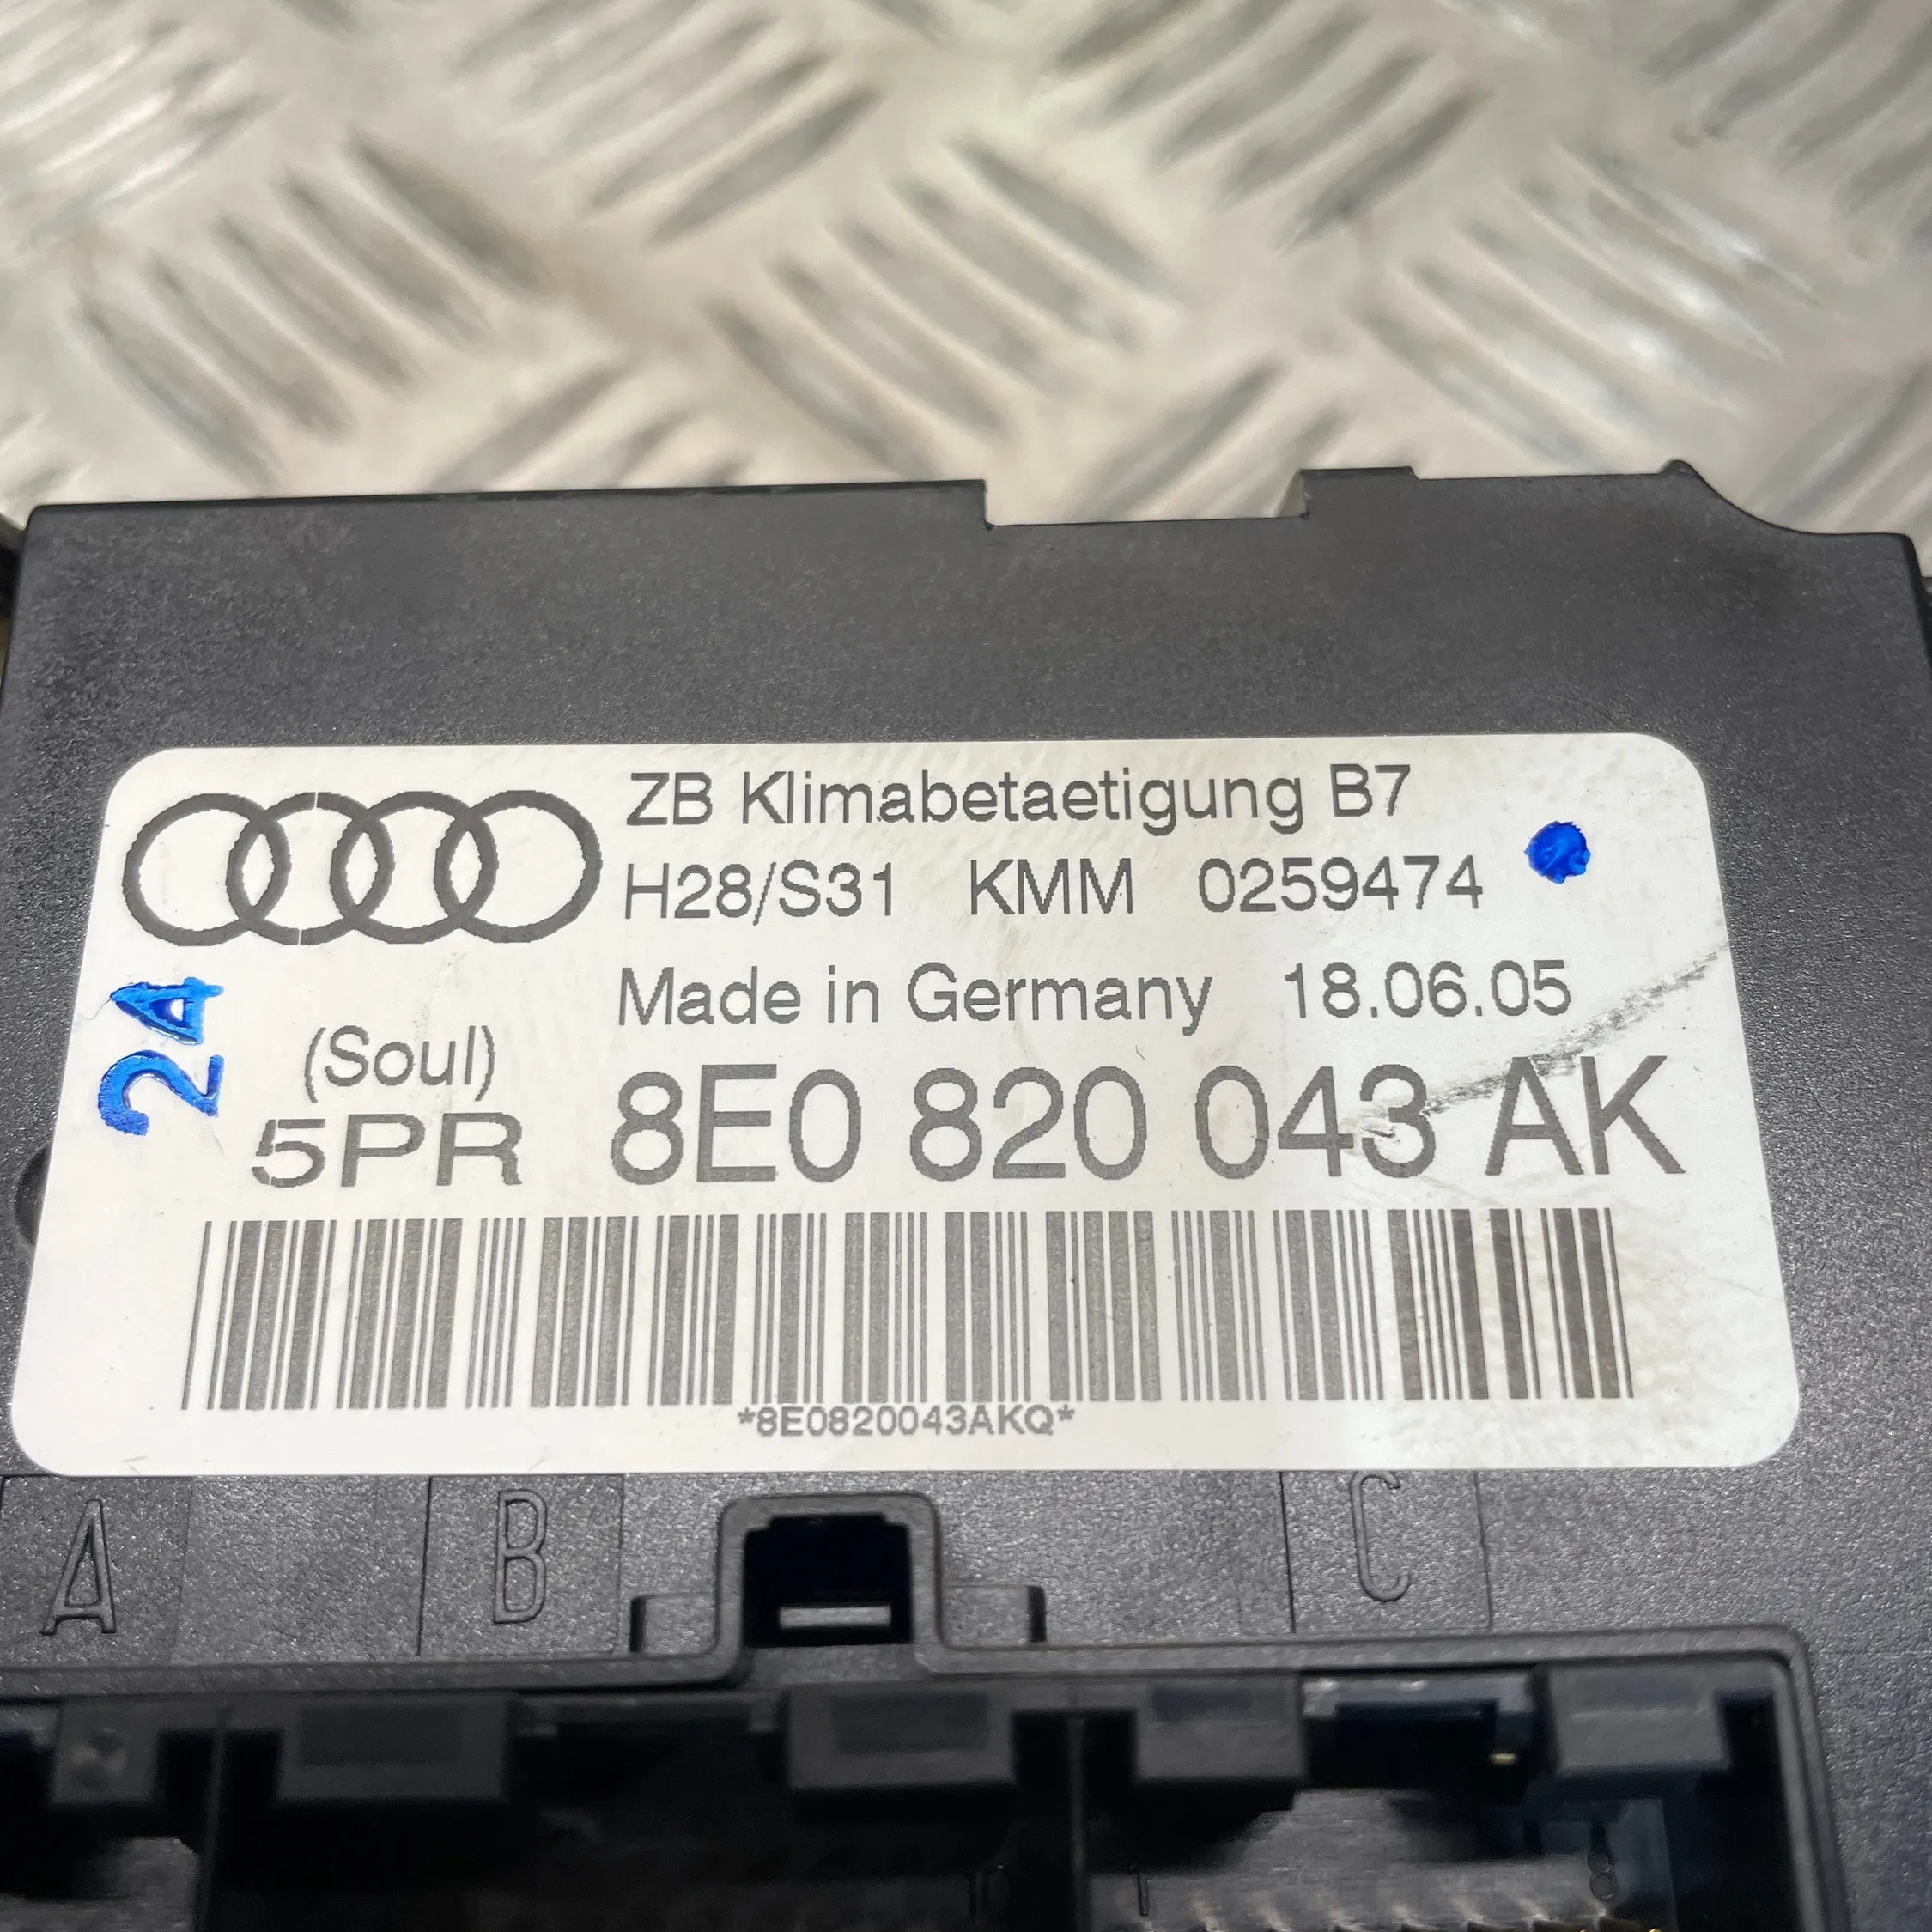 ZB Klimabetaetigung B7
H28/S31 KMM 0259474
Made in Germany 18.06.05
24
(Soul)
5PR 8E0 820 043 AK
*8E0820043AKQ*
A B C